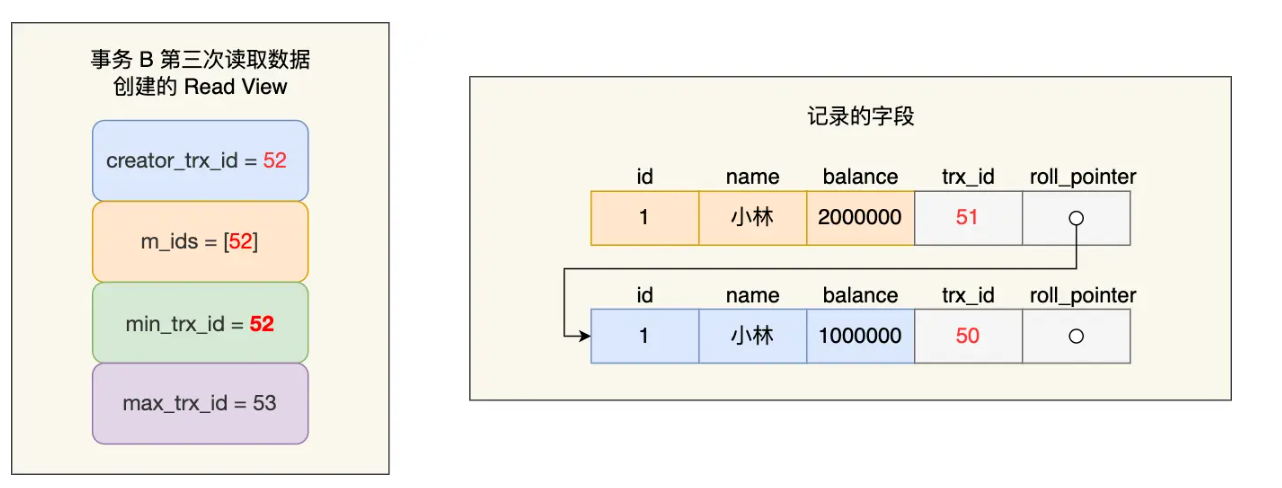 事务 B 第三次读取数据
创建的 Read View
creator_trx_id = 52
m_ids = [52]
min_trx_id = 52
max_trx_id = 53
记录的字段
id name balance trx_id roll_pointer
1 小林 2000000 51
id name balance trx_id roll_pointer
1 小林 1000000 50